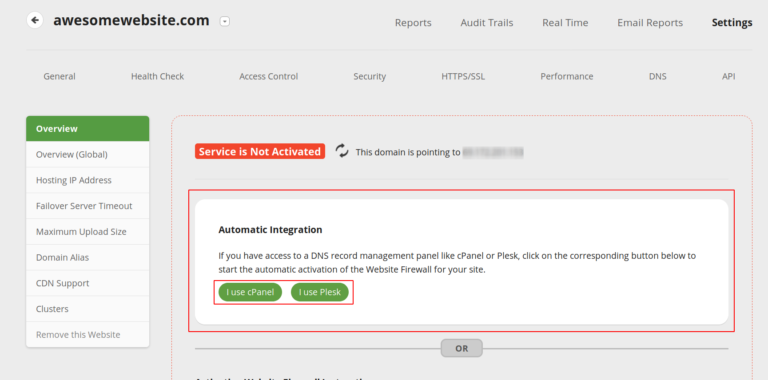 awesomewebsite.com
Reports Audit Trails Real Time Email Reports Settings
General Health Check Access Control Security HTTPS/SSL Performance DNS API
Overview
Overview (Global)
Hosting IP Address
Failover Server Timeout
Maximum Upload Size
Domain Alias
CDN Support
Clusters
Remove this Website
Service is Not Activated This domain is pointing to
Automatic Integration
If you have access to a DNS record management panel like cPanel or Plesk, click on the corresponding button below to
start the automatic activation of the Website Firewall for your site.
I use cPanel I use Plesk
OR